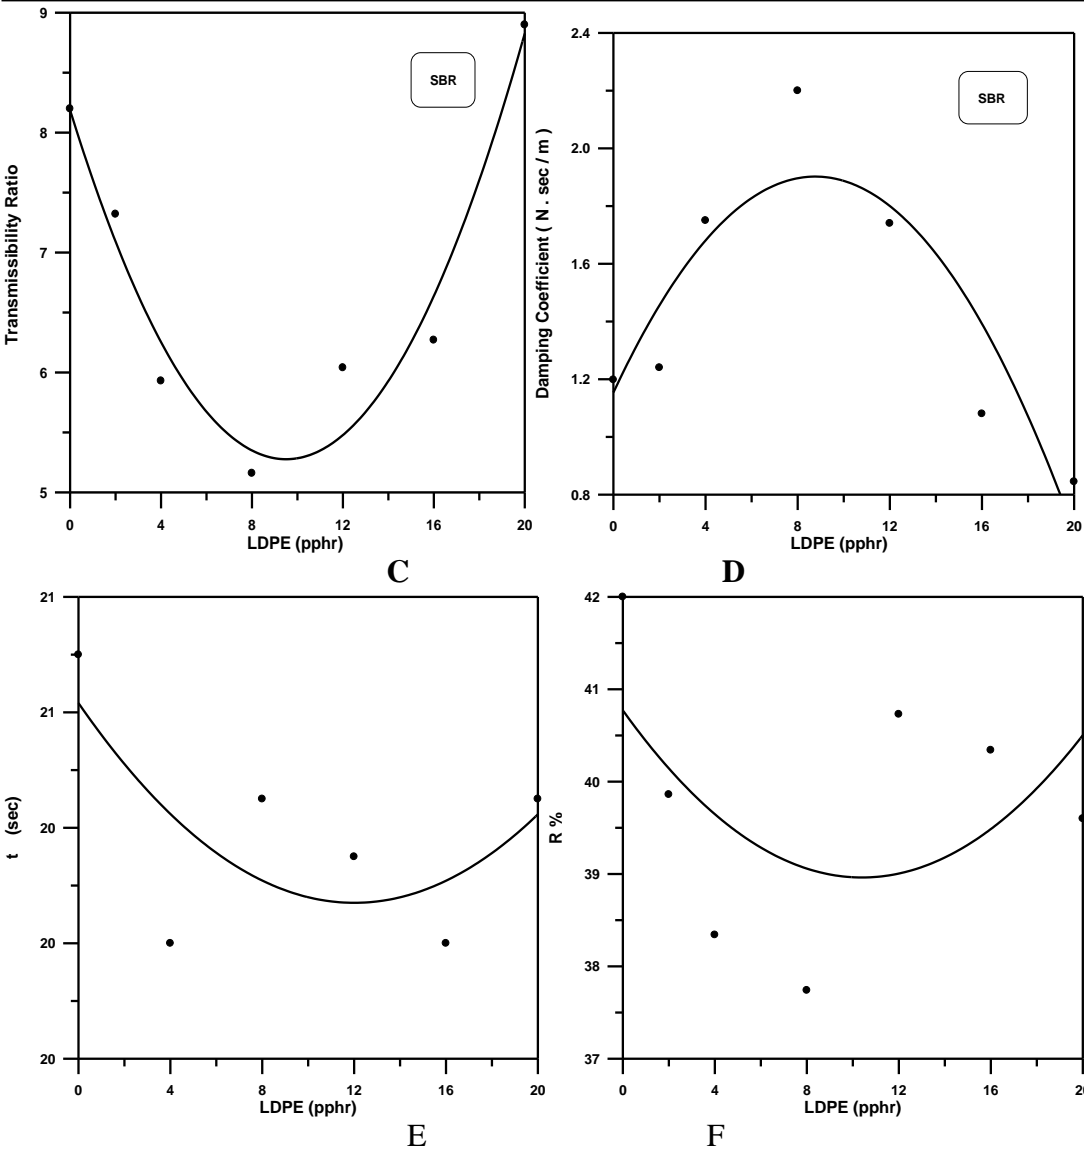 9
8
7
6
5
Transmissibility Ratio
SBR
0 4 8 12 16 20
LDPE (pphr)
C
2.4
2.0
1.6
1.2
0.8
Damping Coefficient ( N . sec / m )
SBR
0 4 8 12 16 20
LDPE (pphr)
D
21
21
20
20
20
t (sec)
0 4 8 12 16 20
LDPE (pphr)
E
42
41
40
39
38
37
R %
0 4 8 12 16 20
LDPE (pphr)
F